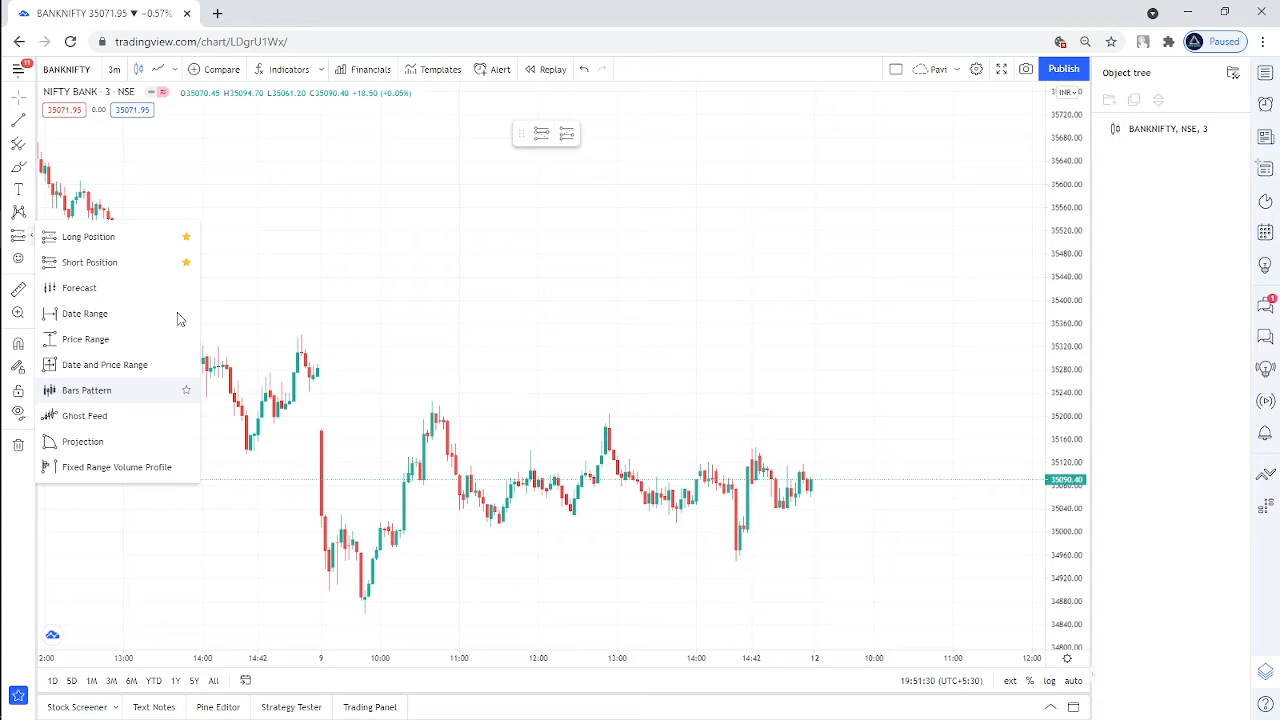 BANKNIFTY 35071.95 ▼ −0.57%
tradingview.com/chart/LDgrU1Wx/
Paused
11
BANKNIFTY 3m Compare Indicators Financials Templates Alert Replay Pavi Publish
Object tree
NIFTY BANK · 3 · NSE O35070.45 H35094.70 L35061.20 C35090.40 +18.50 (+0.05%)
INR
35071.95 0.00 35071.95
BANKNIFTY, NSE, 3
35720.00
35680.00
35640.00
35600.00
35560.00
35520.00
35480.00
35440.00
35400.00
35360.00
35320.00
35280.00
35240.00
35200.00
35160.00
35120.00
35090.40
35080.00
35040.00
35000.00
34960.00
34920.00
34880.00
34840.00
34800.00
Long Position
Short Position
Forecast
Date Range
Price Range
Date and Price Range
Bars Pattern
Ghost Feed
Projection
Fixed Range Volume Profile
1
2:00 13:00 14:00 14:42 9 10:00 11:00 12:00 13:00 14:00 14:42 12 10:00 11:00 12:00
1D 5D 1M 3M 6M YTD 1Y 5Y All 19:51:30 (UTC+5:30) ext % log auto
Stock Screener Text Notes Pine Editor Strategy Tester Trading Panel